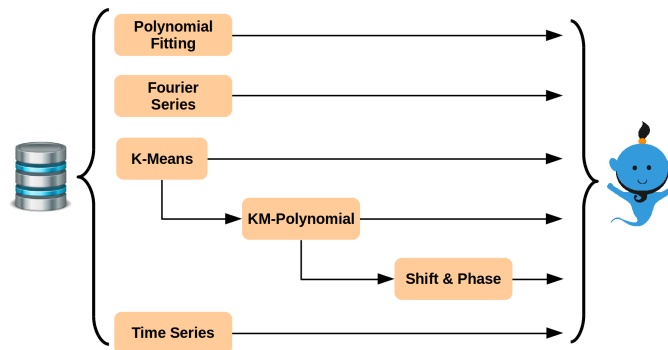 Polynomial
Fitting
Fourier
Series
K-Means
KM-Polynomial
Shift & Phase
Time Series